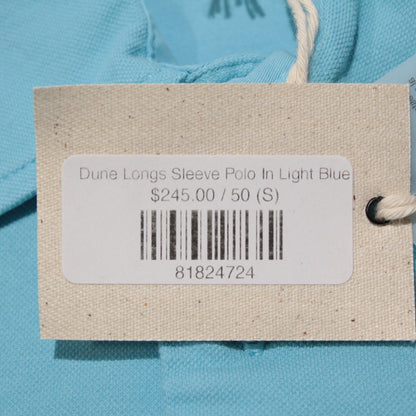 Dune Longs Sleeve Polo In Light Blue
$245.00 / 50 (S)
81824724